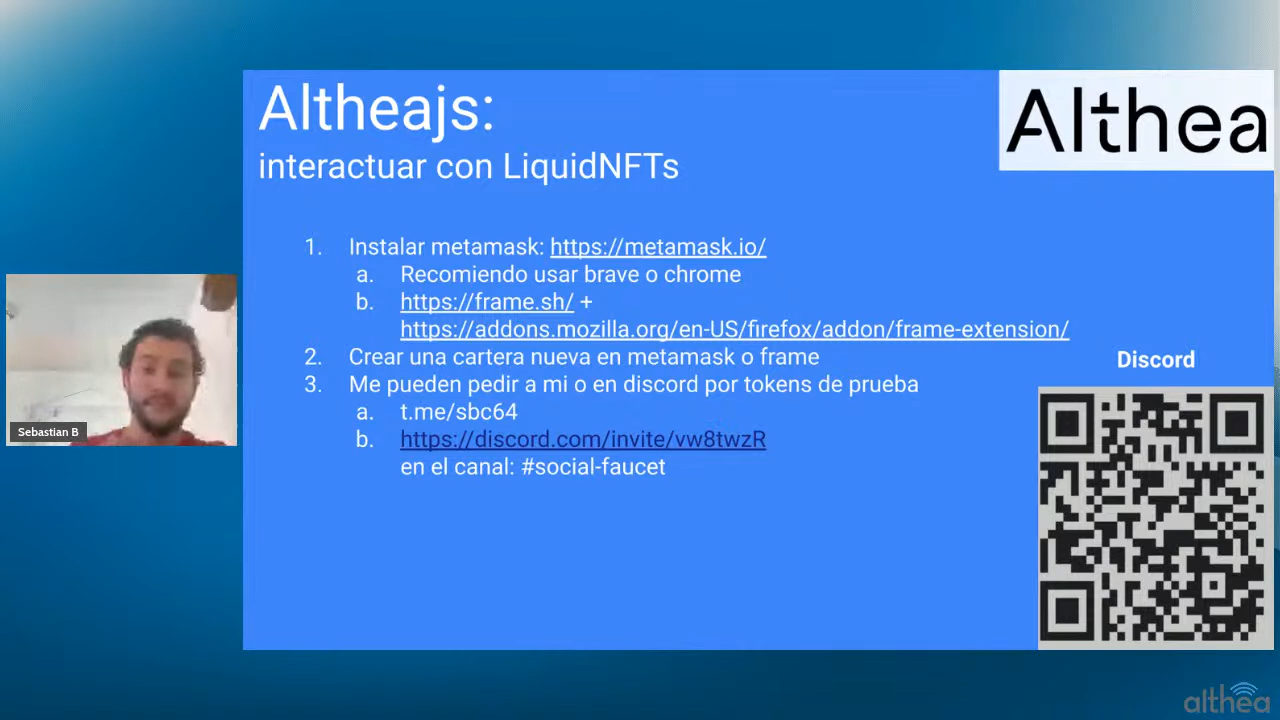 Altheajs:
interactuar con LiquidNFTs
Althea
1. Instalar metamask: https://metamask.io/
a. Recomiendo usar brave o chrome
b. https://frame.sh/ +
https://addons.mozilla.org/en-US/firefox/addon/frame-extension/
2. Crear una cartera nueva en metamask o frame
3. Me pueden pedir a mi o en discord por tokens de prueba
a. t.me/sbc64
b. https://discord.com/invite/vw8twzR
en el canal: #social-faucet
Discord
Sebastian B
althea